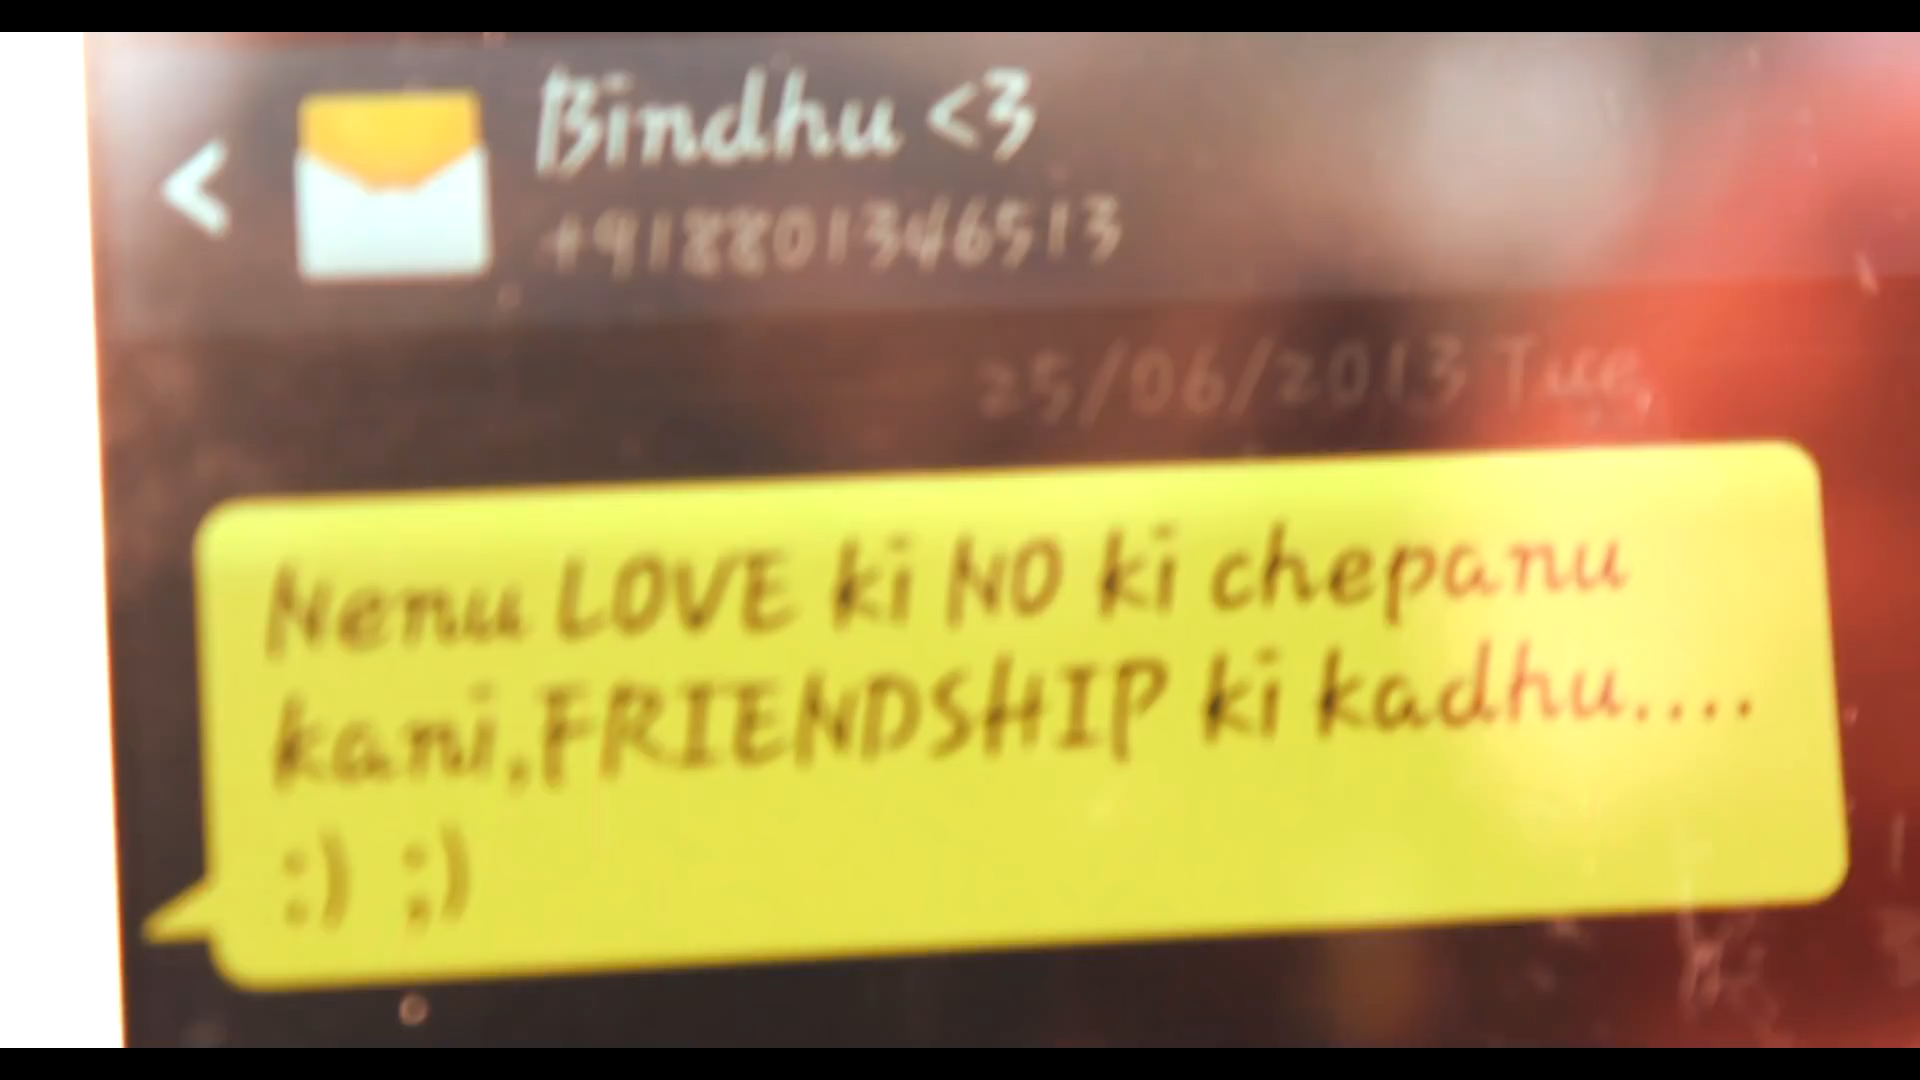 Bindhu <3
+918801346513
25/06/2013 Tue,
Nenu LOVE ki NO ki chepanu
kani,FRIENDSHIP ki kadhu....
:) ;)